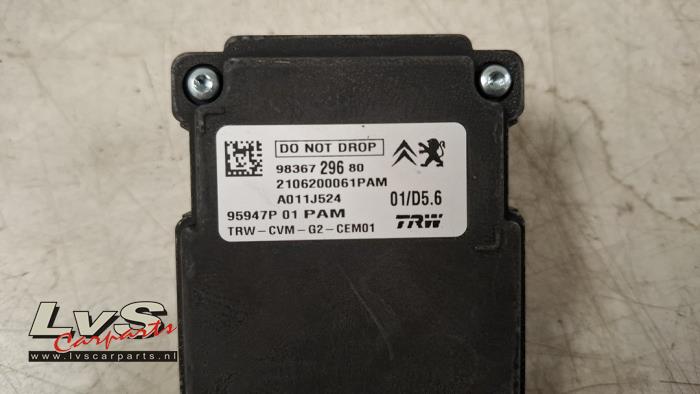 DO NOT DROP
98367 296 80
2106200061PAM
A011J524
01/D5.6
95947P 01 PAM
TRW-CVM-G2-CEM01
TRW
LvS
Carparts
www.lvscarparts.nl